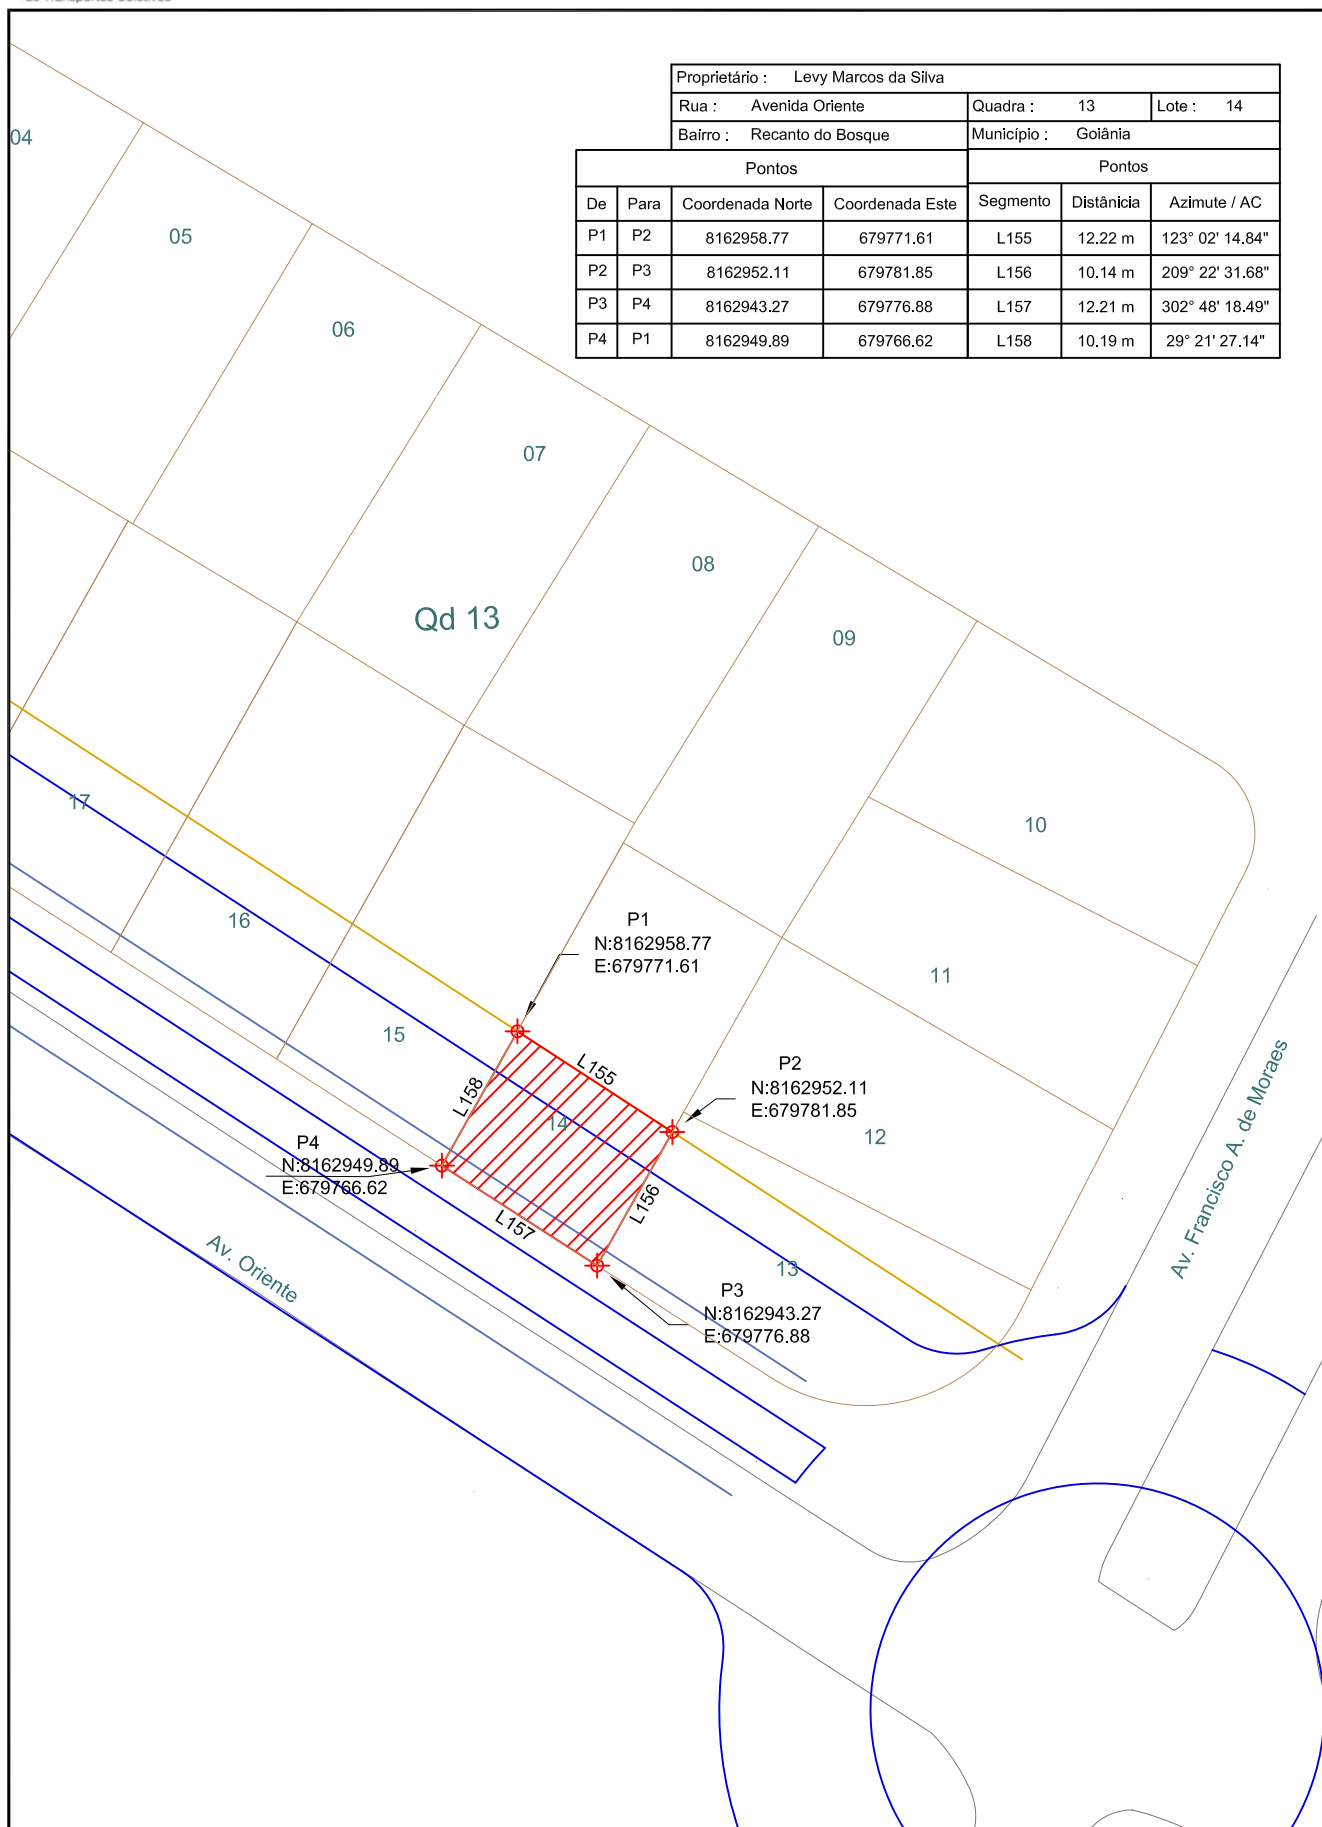 de Transportes Coletivos
Proprietário : Levy Marcos da Silva
Rua : Avenida Oriente Quadra : 13 Lote : 14
Bairro : Recanto do Bosque Município : Goiânia
Pontos Pontos
De Para Coordenada Norte Coordenada Este Segmento Distânicia Azimute / AC
P1 P2 8162958.77 679771.61 L155 12.22 m 123° 02' 14.84"
P2 P3 8162952.11 679781.85 L156 10.14 m 209° 22' 31.68"
P3 P4 8162943.27 679776.88 L157 12.21 m 302° 48' 18.49"
P4 P1 8162949.89 679766.62 L158 10.19 m 29° 21' 27.14"
04
05
06
07
08
Qd 13
09
17
10
16
P1
N:8162958.77
E:679771.61
11
15
L155
P2
N:8162952.11
E:679781.85
L158
14
12
P4
N:8162949.89
E:679766.62
L156
L157
Av. Francisco A. de Moraes
Av. Oriente
13
P3
N:8162943.27
E:679776.88